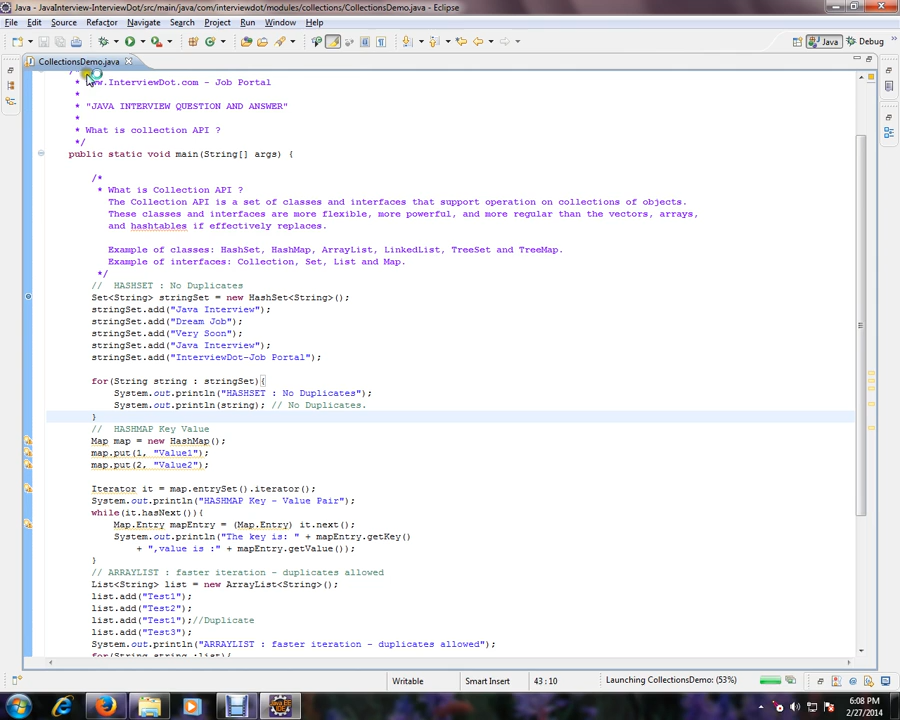 Java - JavaInterview-InterviewDot/src/main/java/com/interviewdot/modules/collections/CollectionsDemo.java - Eclipse
File Edit Source Refactor Navigate Search Project Run Window Help
Java Debug
CollectionsDemo.java
.InterviewDot.com - Job Portal
*
* "JAVA INTERVIEW QUESTION AND ANSWER"
*
* What is collection API ?
*/
public static void main(String[] args) {
/*
* What is Collection API ?
The Collection API is a set of classes and interfaces that support operation on collections of objects.
These classes and interfaces are more flexible, more powerful, and more regular than the vectors, arrays,
and hashtables if effectively replaces.
Example of classes: HashSet, HashMap, ArrayList, LinkedList, TreeSet and TreeMap.
Example of interfaces: Collection, Set, List and Map.
*/
// HASHSET : No Duplicates
Set<String> stringSet = new HashSet<String>();
stringSet.add("Java Interview");
stringSet.add("Dream Job");
stringSet.add("Very Soon");
stringSet.add("Java Interview");
stringSet.add("InterviewDot-Job Portal");
for(String string : stringSet){
System.out.println("HASHSET : No Duplicates");
System.out.println(string); // No Duplicates.
}
// HASHMAP Key Value
Map map = new HashMap();
map.put(1, "Value1");
map.put(2, "Value2");
Iterator it = map.entrySet().iterator();
System.out.println("HASHMAP Key - Value Pair");
while(it.hasNext()){
Map.Entry mapEntry = (Map.Entry) it.next();
System.out.println("The key is: " + mapEntry.getKey()
+ ",value is :" + mapEntry.getValue());
}
// ARRAYLIST : faster iteration - duplicates allowed
List<String> list = new ArrayList<String>();
list.add("Test1");
list.add("Test2");
list.add("Test1");//Duplicate
list.add("Test3");
System.out.println("ARRAYLIST : faster iteration - duplicates allowed");
for(String string :list){
Writable Smart Insert 43 : 10 Launching CollectionsDemo: (53%)
6:08 PM
2/27/2014